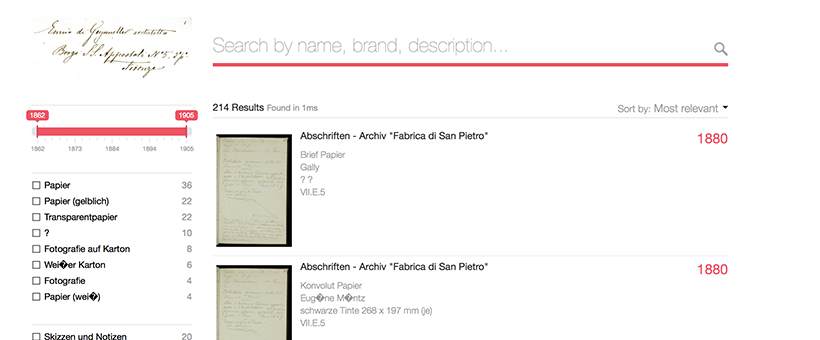 Enrico de Geymüller architetto
Borgo S.S. Appostoli N° 5. 2° p°
Firenze
Search by name, brand, description...
1862 1905
1862 1873 1884 1894 1905
Papier 36
Papier (gelblich) 22
Transparentpapier 22
? 10
Fotografie auf Karton 8
Wei�er Karton 6
Fotografie 4
Papier (wei�) 4
Skizzen und Notizen 20
214 Results Found in 1ms
Sort by: Most relevant
Abschriften - Archiv "Fabrica di San Pietro" 1880
Brief Papier
Gally
? ?
VII.E.5
Abschriften - Archiv "Fabrica di San Pietro" 1880
Konvolut Papier
Eug�ne M�ntz
schwarze Tinte 268 x 197 mm (je)
VII.E.5